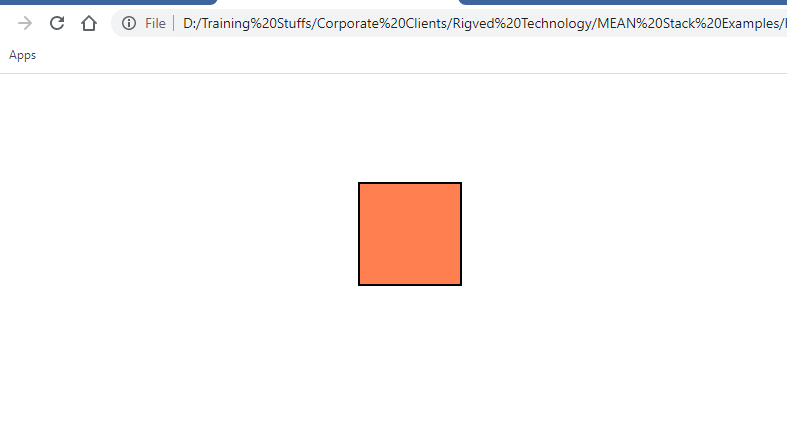 File D:/Training%20Stuffs/Corporate%20Clients/Rigved%20Technology/MEAN%20Stack%20Examples/
Apps